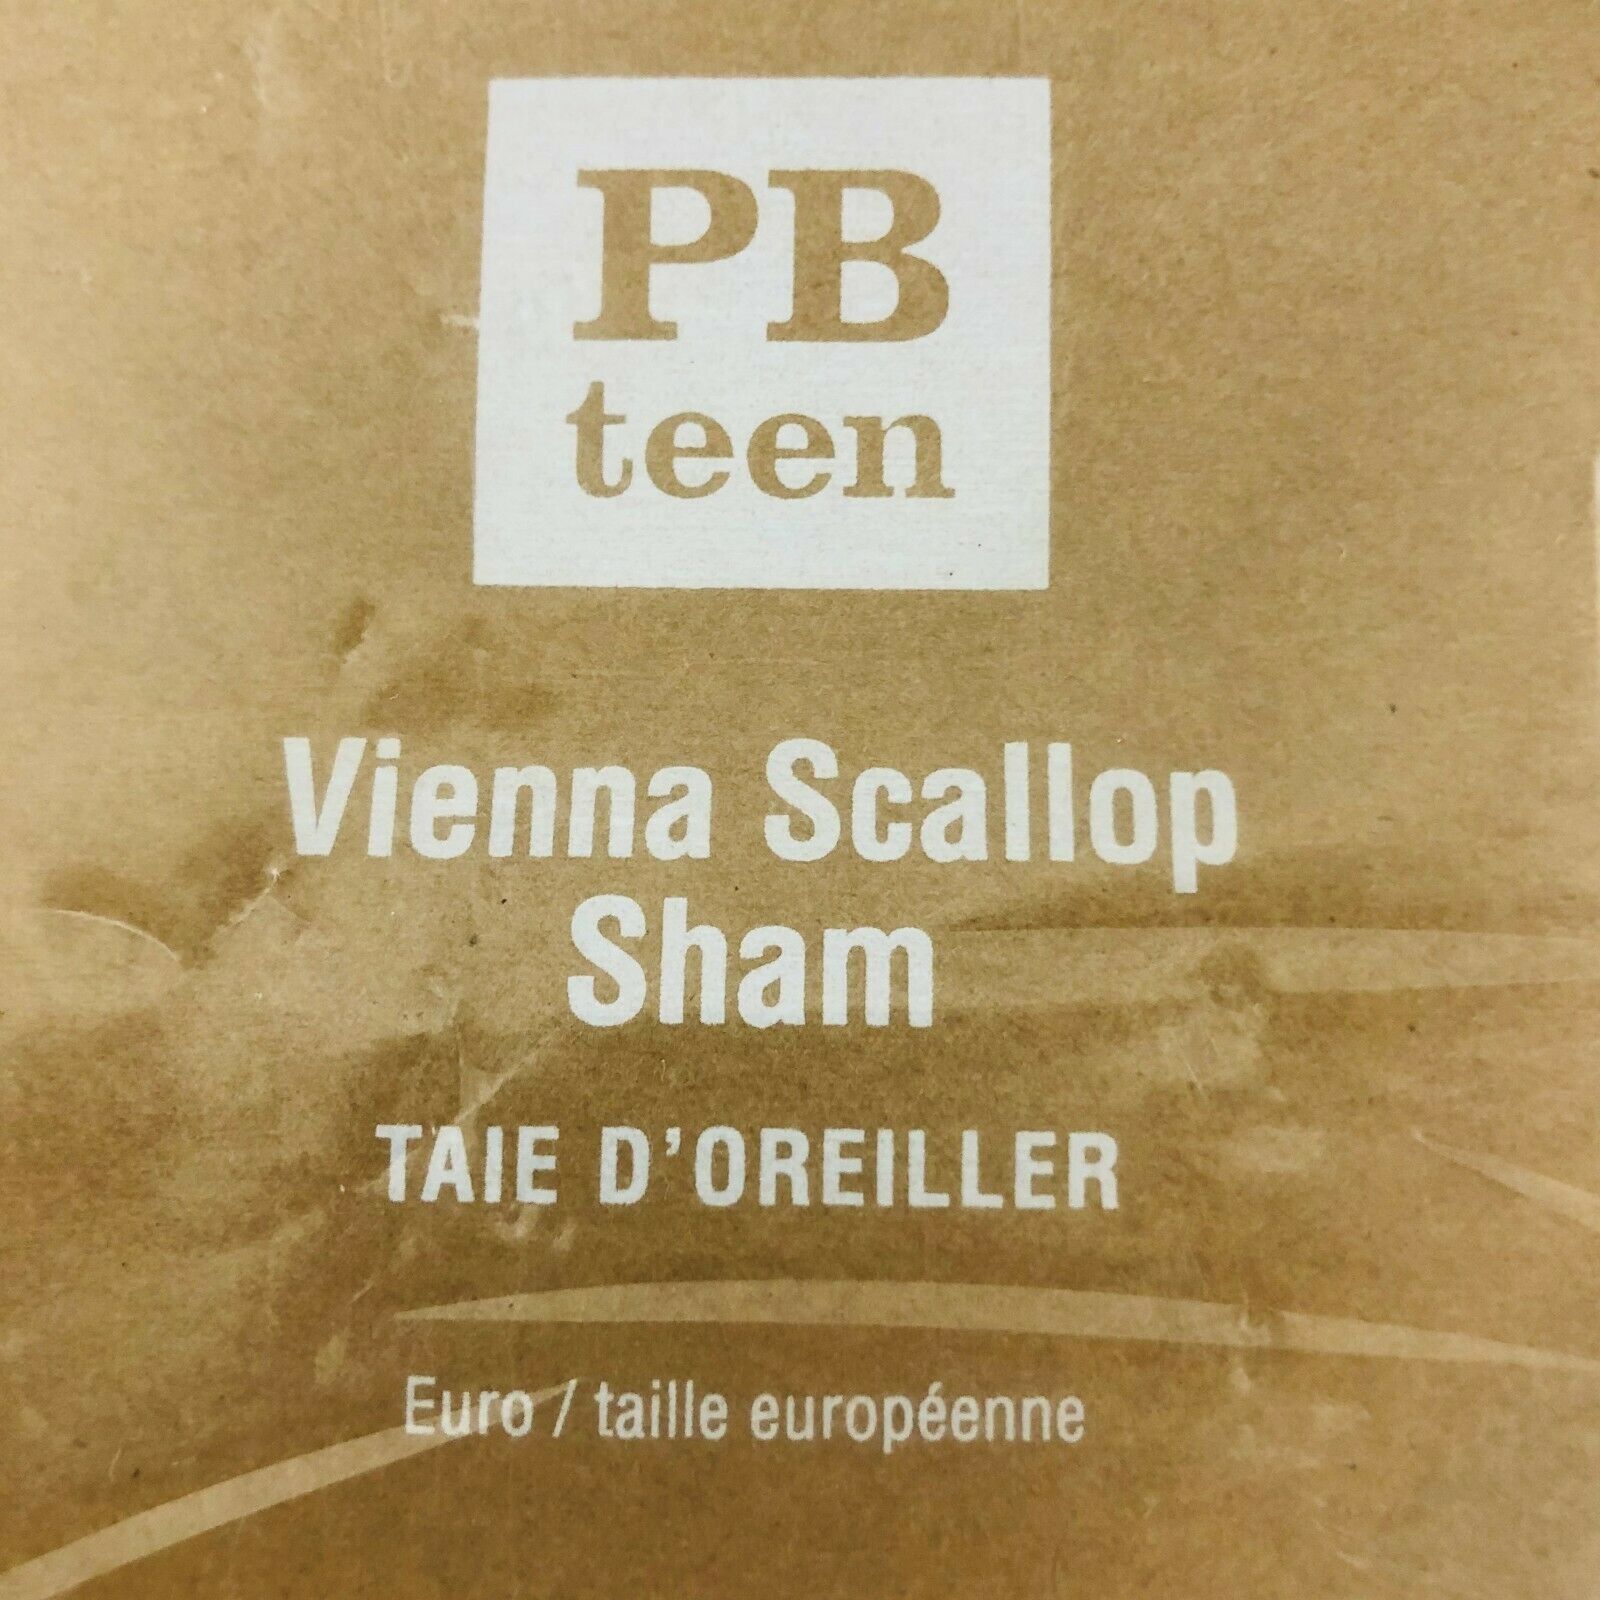 PB
teen
Vienna Scallop
Sham
TAIE D'OREILLER
Euro / taille européenne